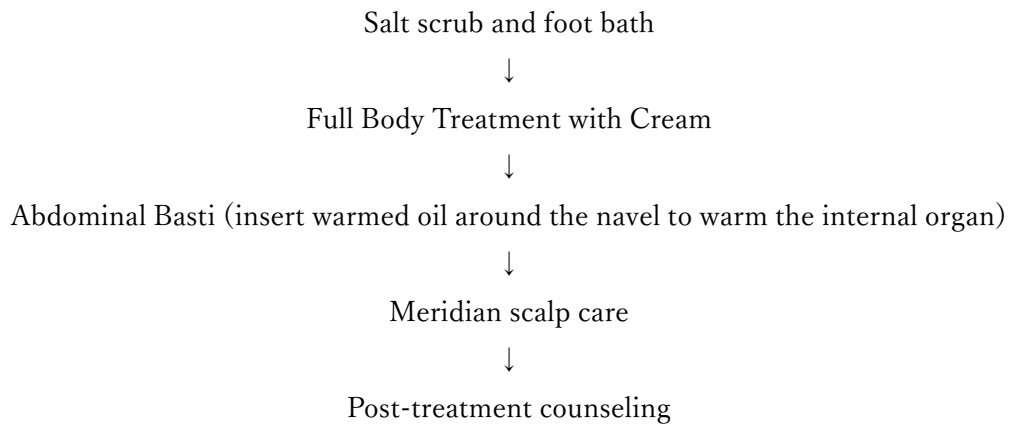 Salt scrub and foot bath
↓
Full Body Treatment with Cream
↓
Abdominal Basti (insert warmed oil around the navel to warm the internal organ)
↓
Meridian scalp care
↓
Post-treatment counseling